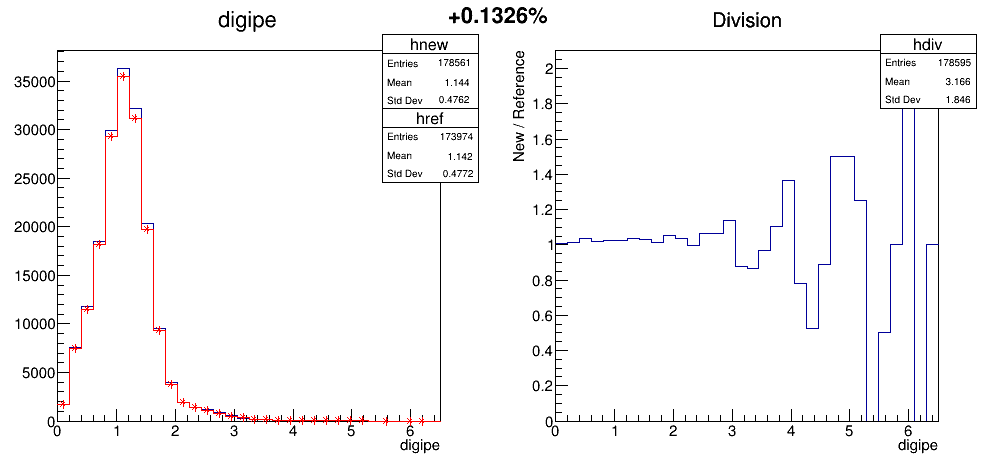 digipe
+0.1326%
Division
hnew
Entries 178561
Mean 1.144
Std Dev 0.4762
href
Entries 173974
Mean 1.142
Std Dev 0.4772
35000
30000
25000
20000
15000
10000
5000
0
0 1 2 3 4 5 6
digipe
hdiv
Entries 178595
Mean 3.166
Std Dev 1.846
New / Reference
2
1.8
1.6
1.4
1.2
1
0.8
0.6
0.4
0.2
0
0 1 2 3 4 5 6
digipe